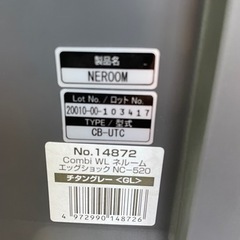 製品名
NEROOM
Lot No. / ロット No.
20010-00-103417
TYPE / 型式
CB-UTC
No.14872
Combi WL ネルーム
エッグショック NC-520
チタングレー <GL>
4 972990 148726